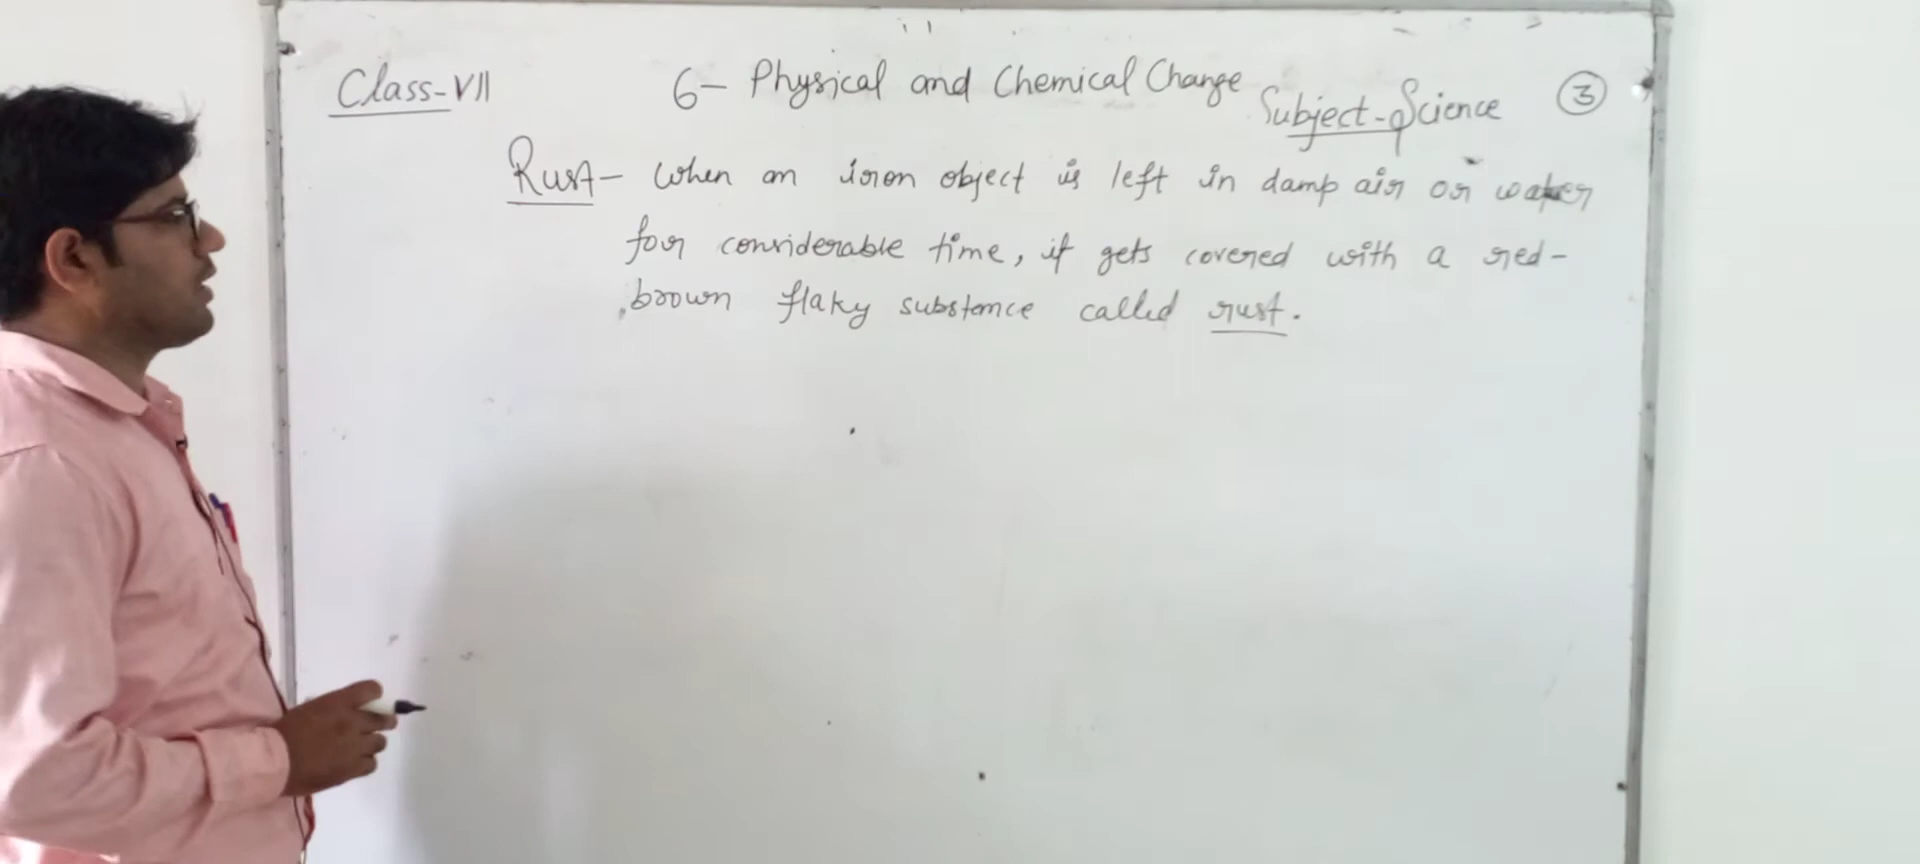 Class-VII
6- Physical and Chemical Change
Subject-Science
3
Rust- When an iron object is left in damp air or water
for considerable time, it gets covered with a red-
brown flaky substance called rust.